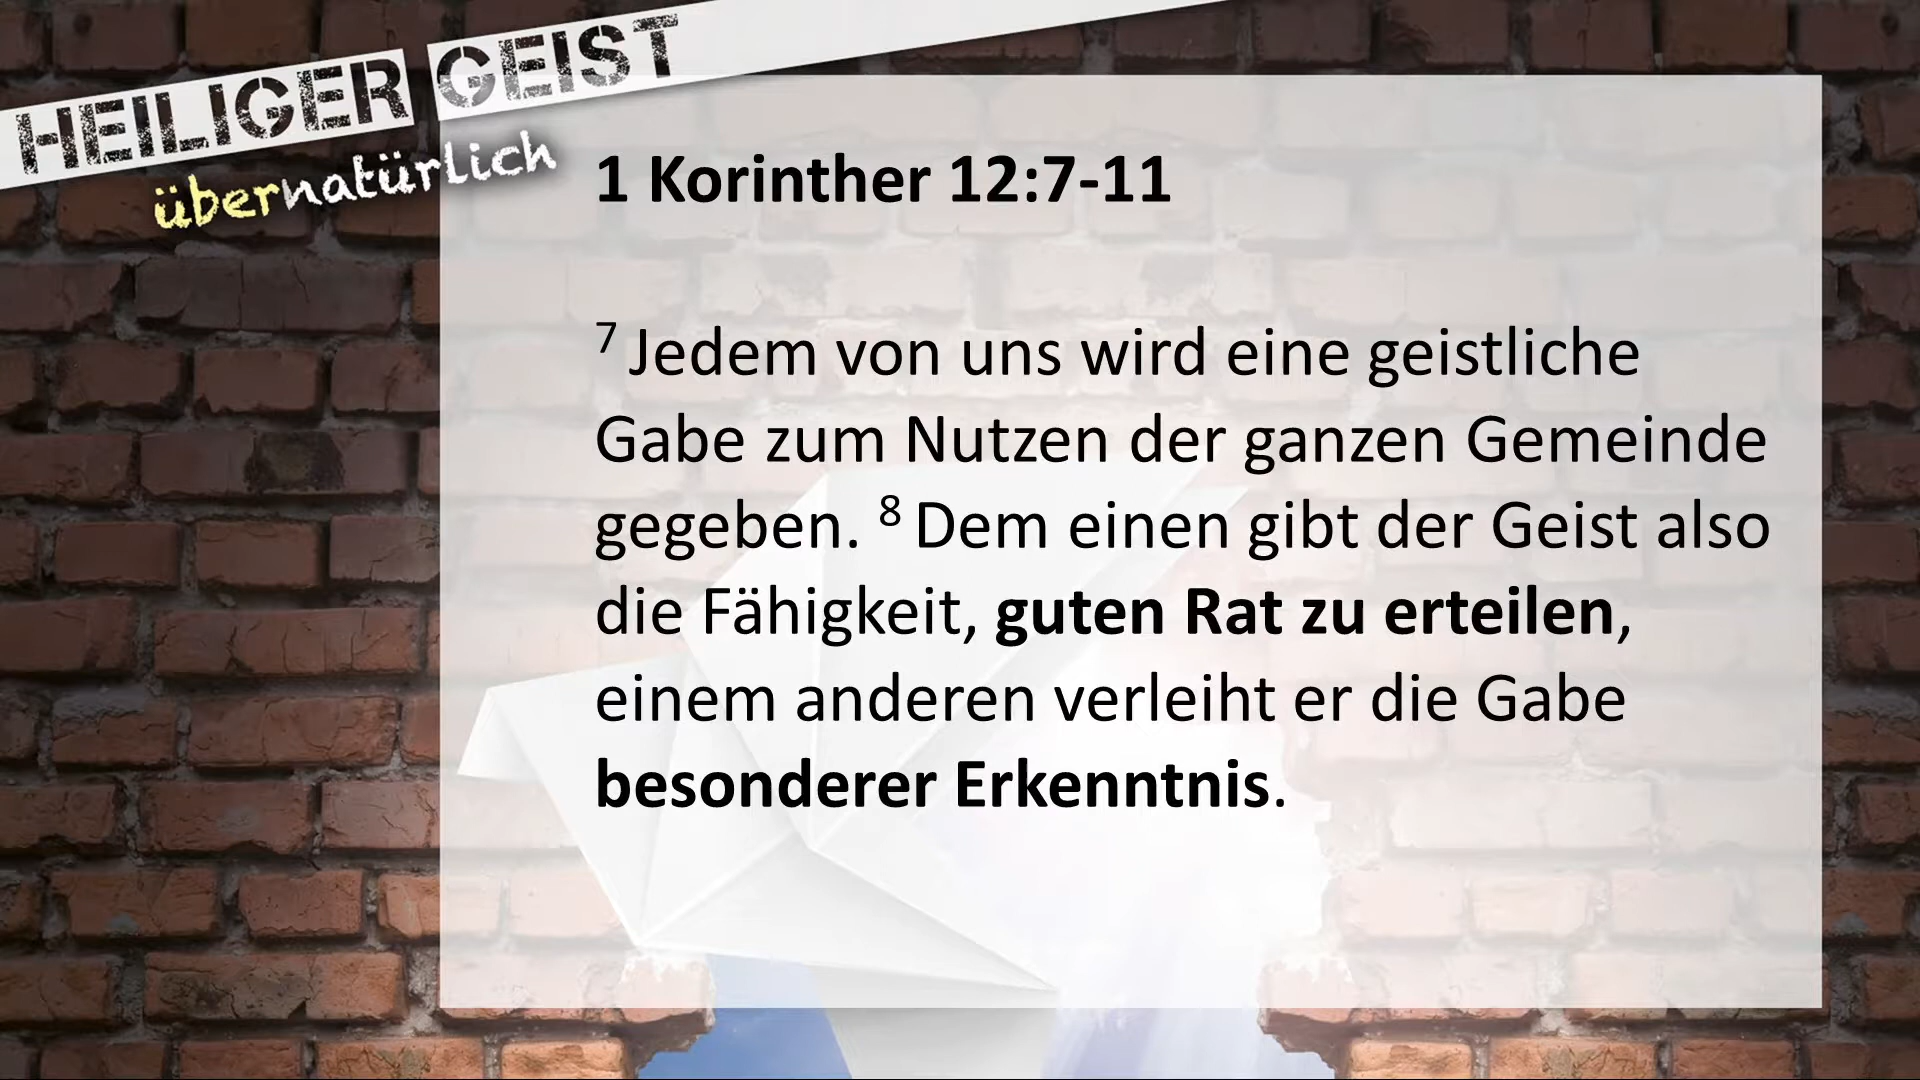 HEILIGER GEIST
übernatürlich
1 Korinther 12:7-11
⁷ Jedem von uns wird eine geistliche
Gabe zum Nutzen der ganzen Gemeinde
gegeben. ⁸ Dem einen gibt der Geist also
die Fähigkeit, guten Rat zu erteilen,
einem anderen verleiht er die Gabe
besonderer Erkenntnis.